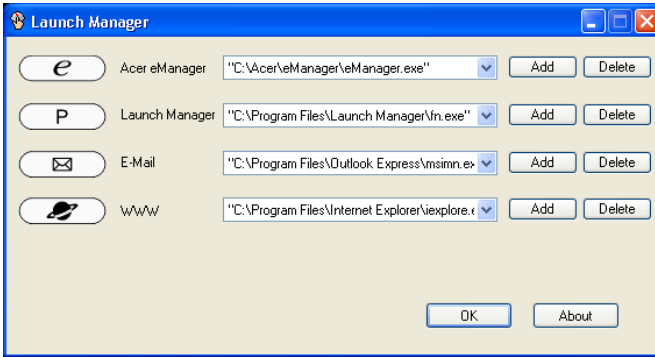 Launch Manager
e Acer eManager "C:\Acer\eManager\eManager.exe" Add Delete
P Launch Manager "C:\Program Files\Launch Manager\fn.exe" Add Delete
E-Mail "C:\Program Files\Outlook Express\msimn.ex Add Delete
WWW "C:\Program Files\Internet Explorer\iexplore.e Add Delete
OK About